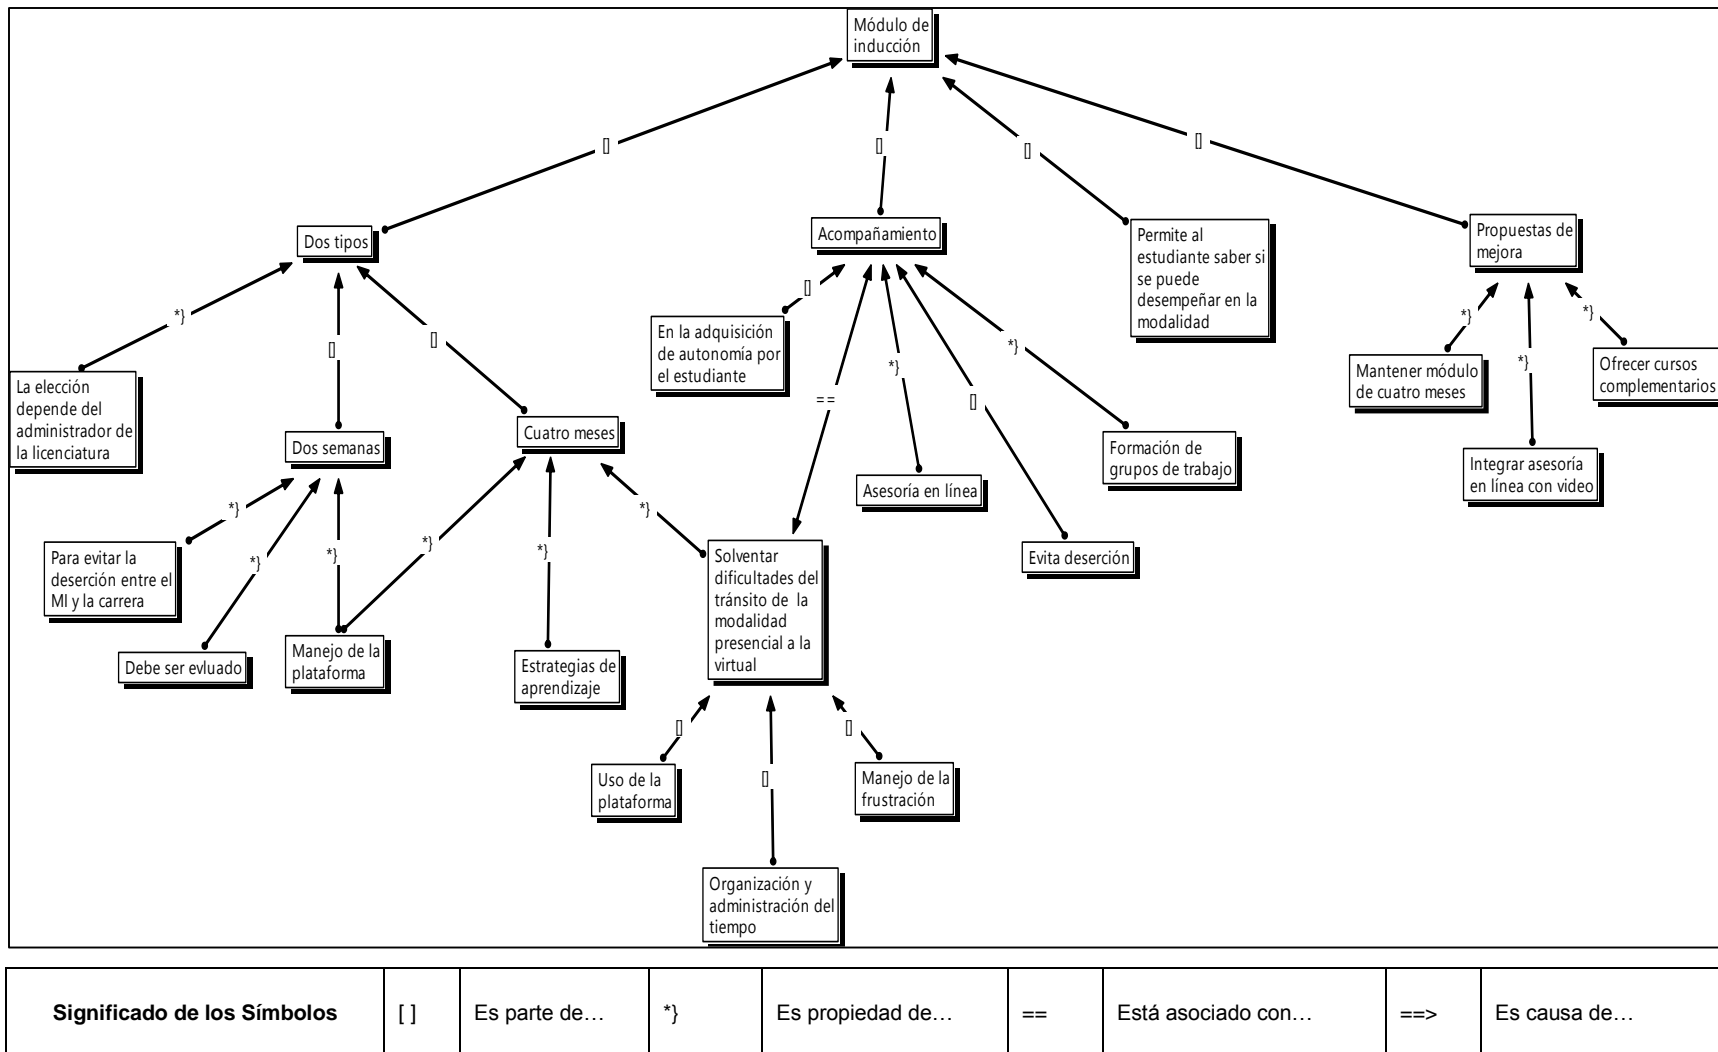 Módulo de
inducción
[]
[]
[]
[]
Dos tipos
Acompañamiento
Permite al
estudiante saber si
se puede
desempeñar en la
modalidad
Propuestas de
mejora
*}
[]
[]
[]
En la adquisición
de autonomía por
el estudiante
==
*}
[]
*}
*}
*}
*}
La elección
depende del
administrador de
la licenciatura
Dos semanas
Cuatro meses
Asesoría en línea
Formación de
grupos de trabajo
Evita deserción
Mantener módulo
de cuatro meses
Integrar asesoría
en línea con video
Ofrecer cursos
complementarios
*}
*}
*}
*}
*}
*}
Para evitar la
deserción entre el
MI y la carrera
Debe ser evluado
Manejo de la
plataforma
Estrategias de
aprendizaje
Solventar
dificultades del
tránsito de la
modalidad
presencial a la
virtual
[]
[]
[]
Uso de la
plataforma
Manejo de la
frustración
Organización y
administración del
tiempo
Significado de los Símbolos [ ] Es parte de… *} Es propiedad de… == Está asociado con… ==> Es causa de…